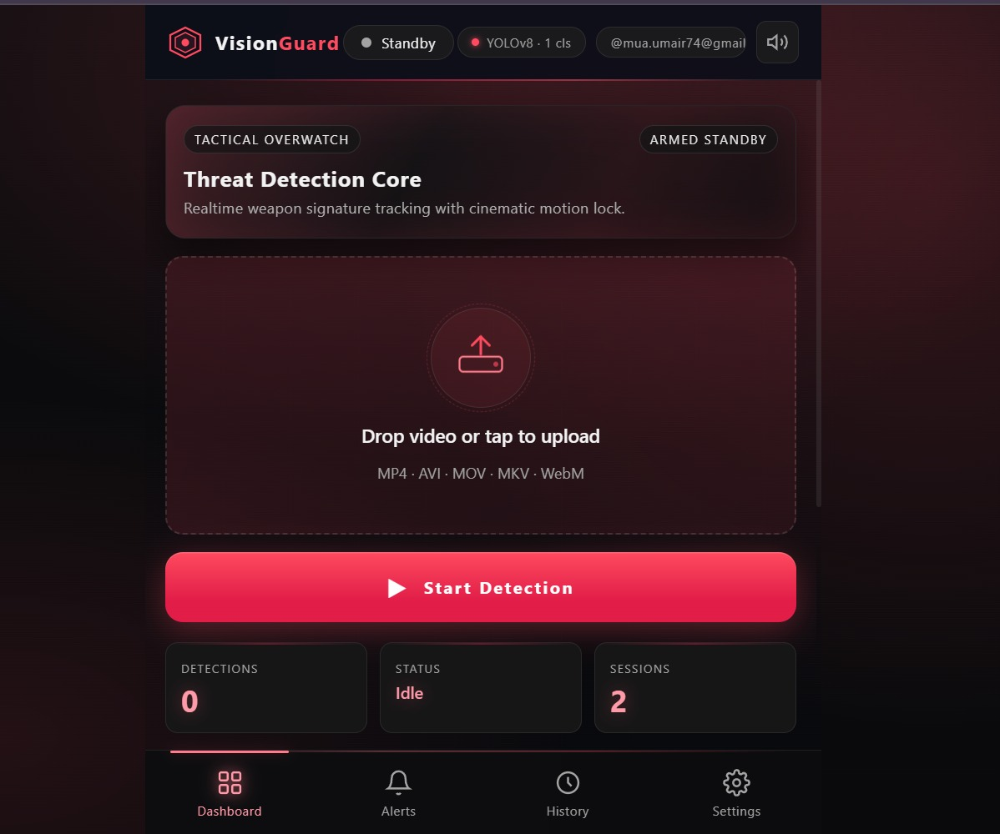 VisionGuard
Standby
YOLOv8 · 1 cls
@mua.umair74@gmail
TACTICAL OVERWATCH
ARMED STANDBY
Threat Detection Core
Realtime weapon signature tracking with cinematic motion lock.
Drop video or tap to upload
MP4 · AVI · MOV · MKV · WebM
Start Detection
DETECTIONS
0
STATUS
Idle
SESSIONS
2
Dashboard
Alerts
History
Settings